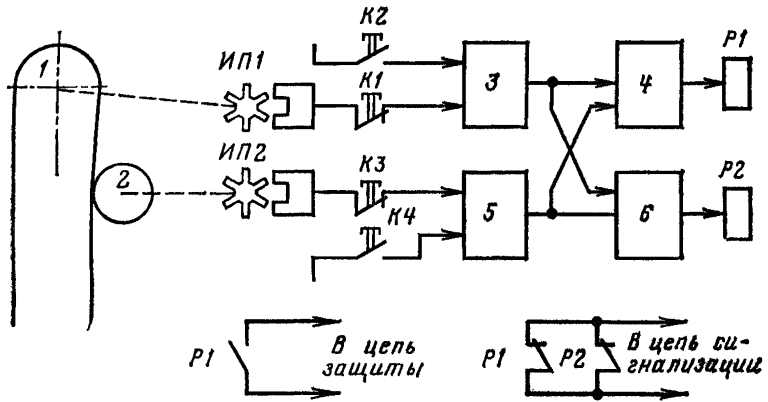 К2
Р1
1
ИП1
К1
3
4
ИП2
К3
Р2
2
К4
5
6
Р1
В цепь
защиты
Р1
Р2
В цепь си-
гнализации